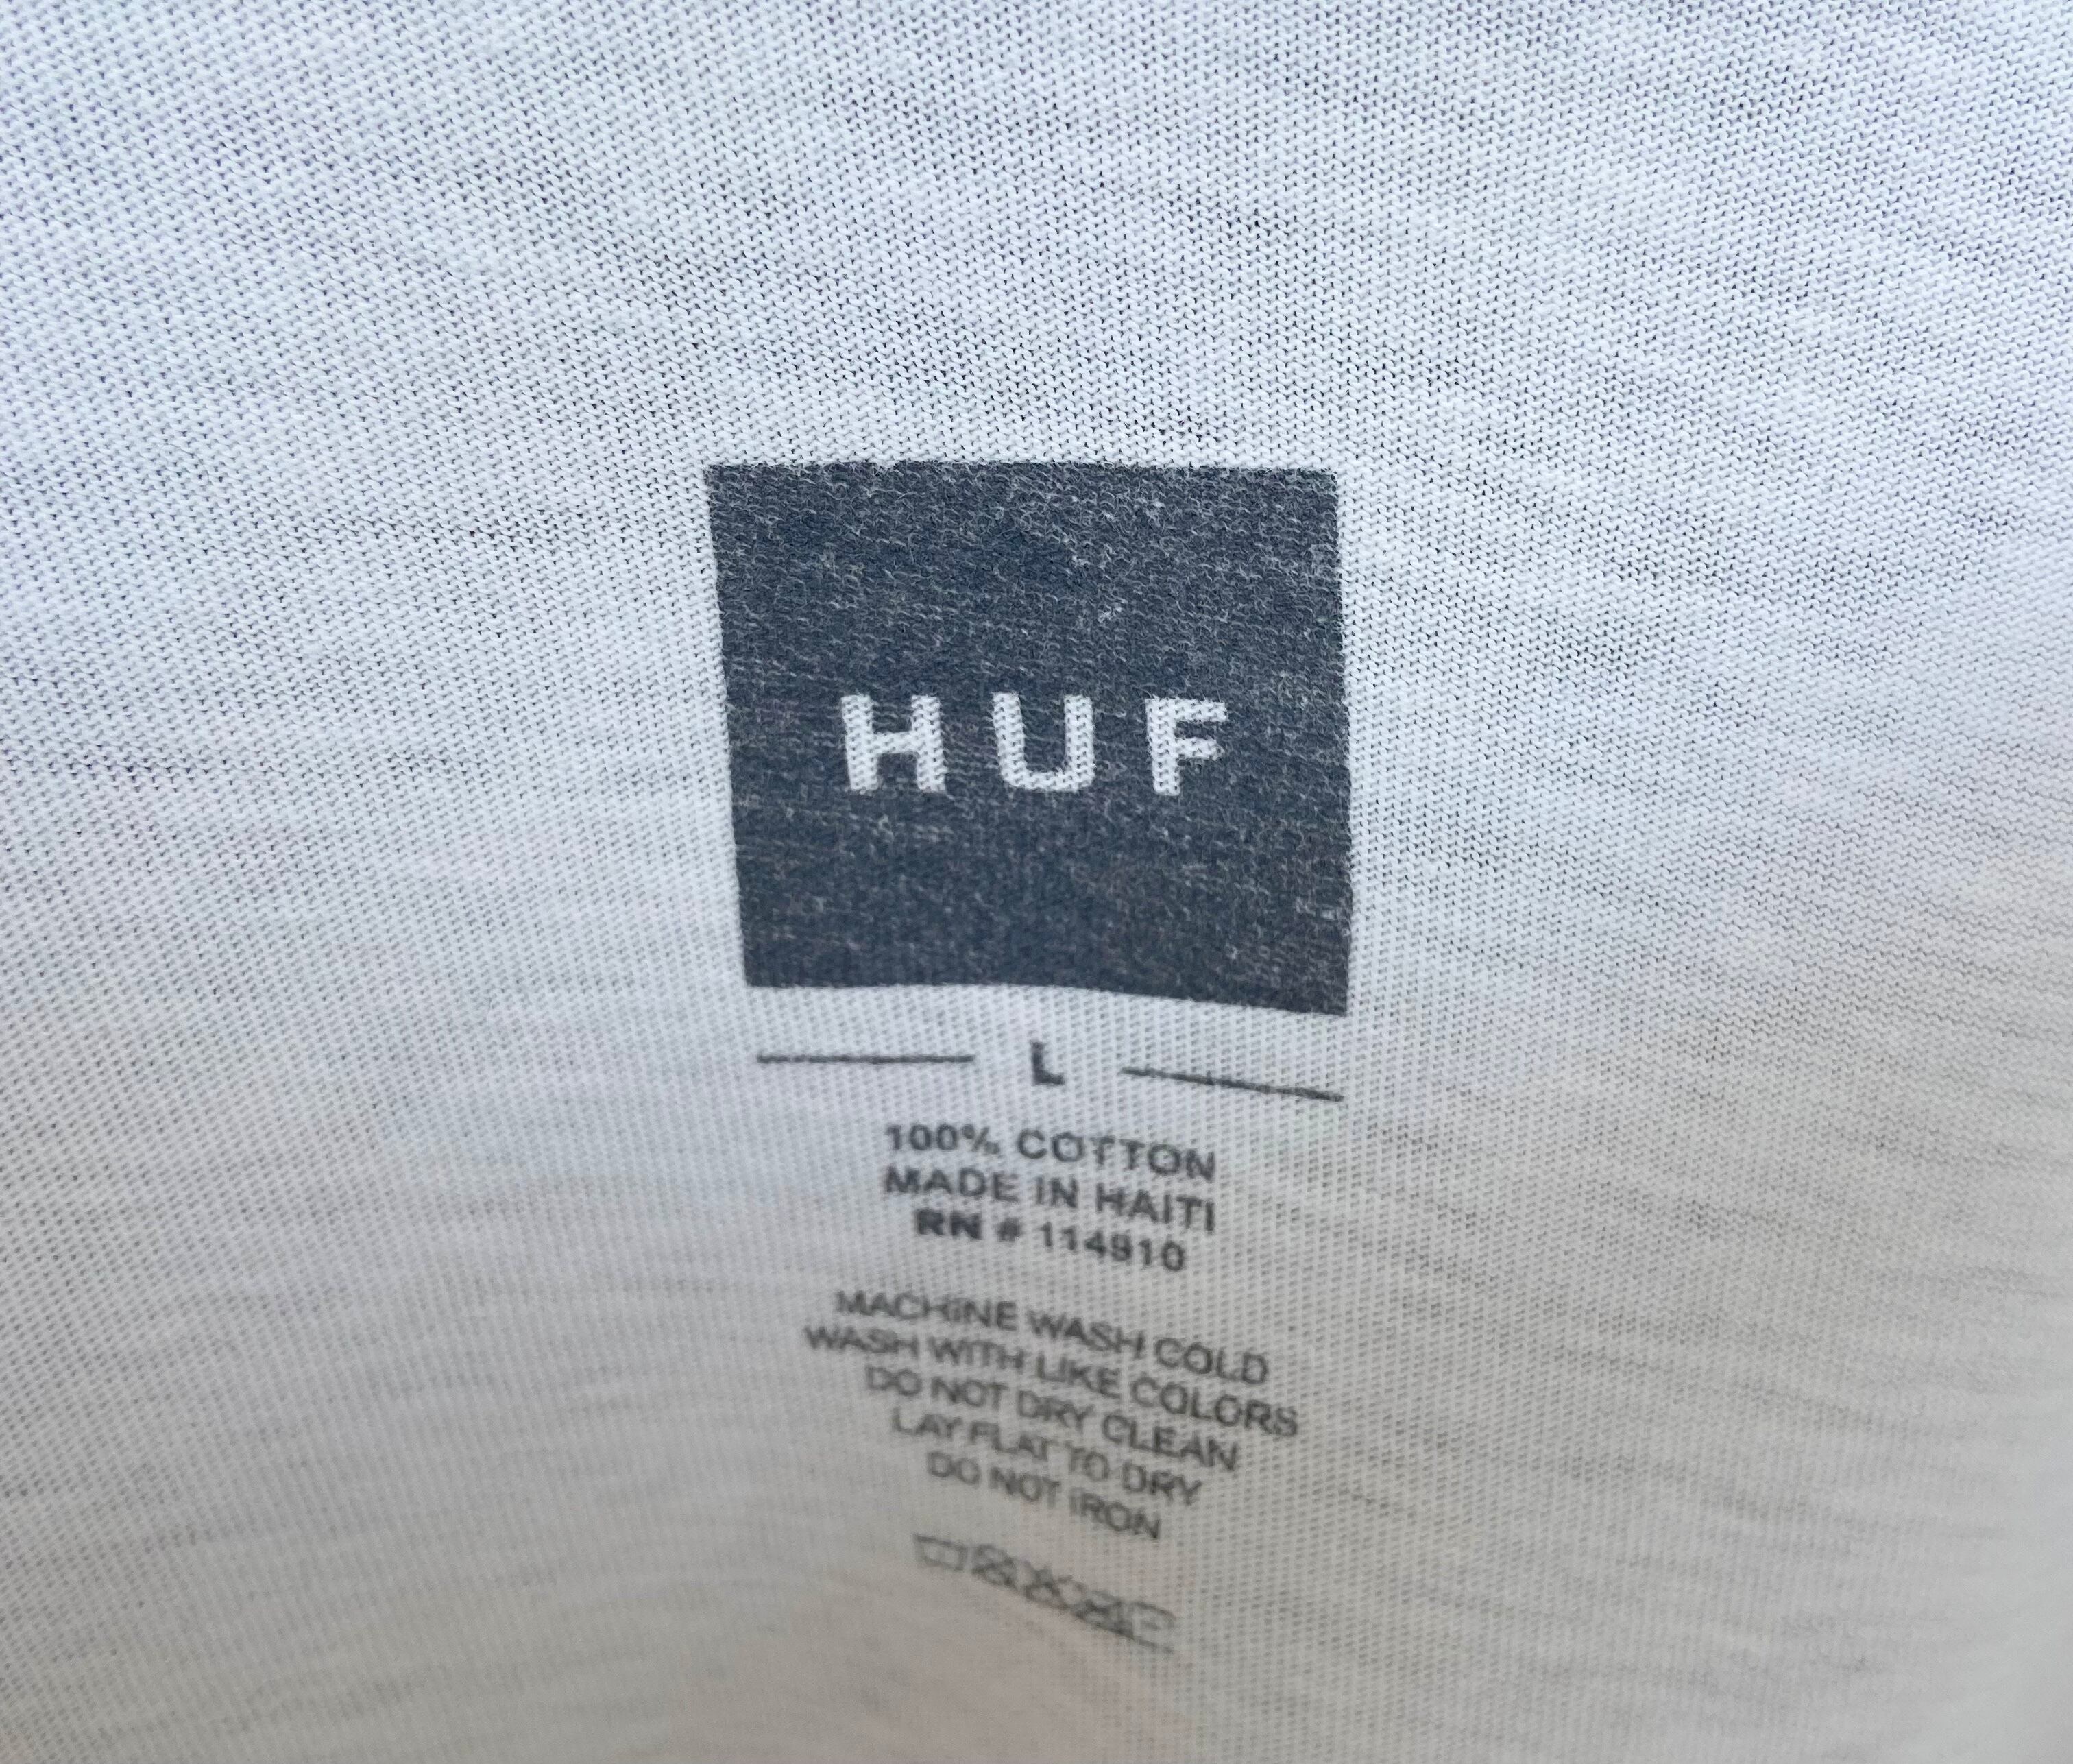 HUF
L
100% COTTON
MADE IN HAITI
RN # 114910
MACHINE WASH COLD
WASH WITH LIKE COLORS
DO NOT DRY CLEAN
LAY FLAT TO DRY
DO NOT IRON